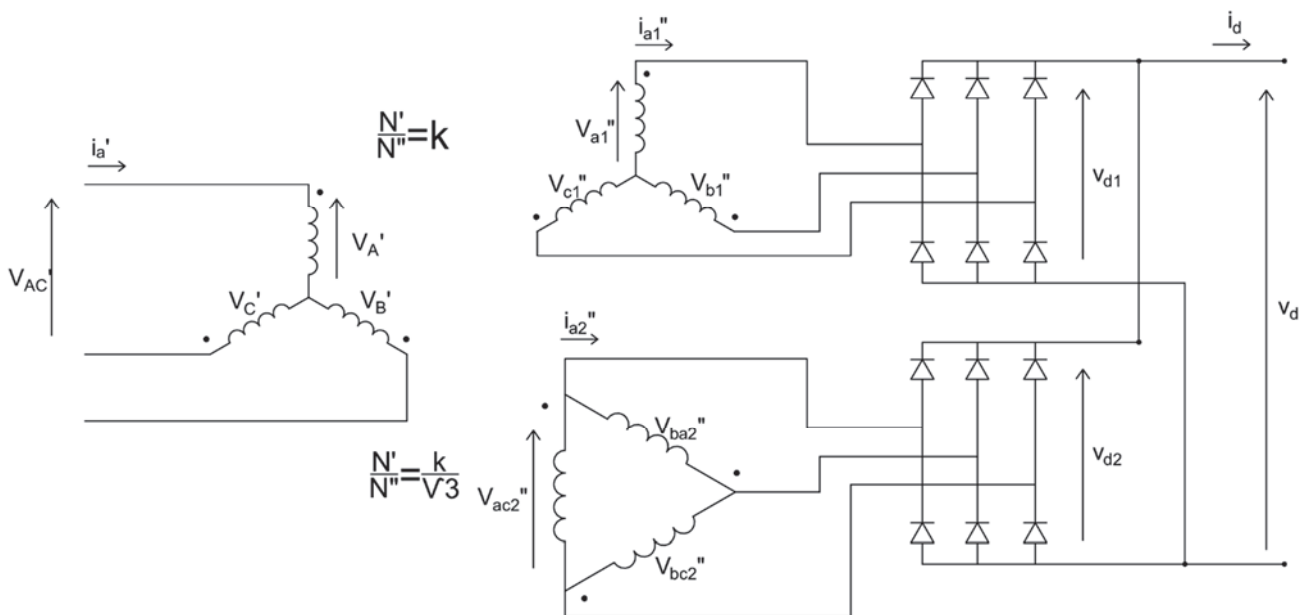 i_a1''
i_d
N'/N''=k
V_a1''
i_a'
V_c1''
V_b1''
v_d1
V_A'
V_AC'
V_C'
V_B'
v_d
i_a2''
V_ba2''
N'/N''=k/√3
V_ac2''
v_d2
V_bc2''